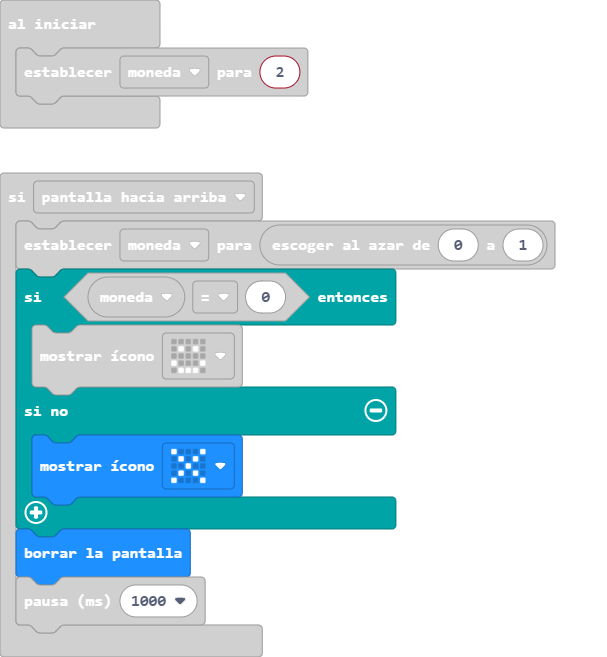 al iniciar
establecer moneda para 2
si pantalla hacia arriba
establecer moneda para escoger al azar de 0 a 1
si moneda = 0 entonces
mostrar ícono
si no
mostrar ícono
borrar la pantalla
pausa (ms) 1000